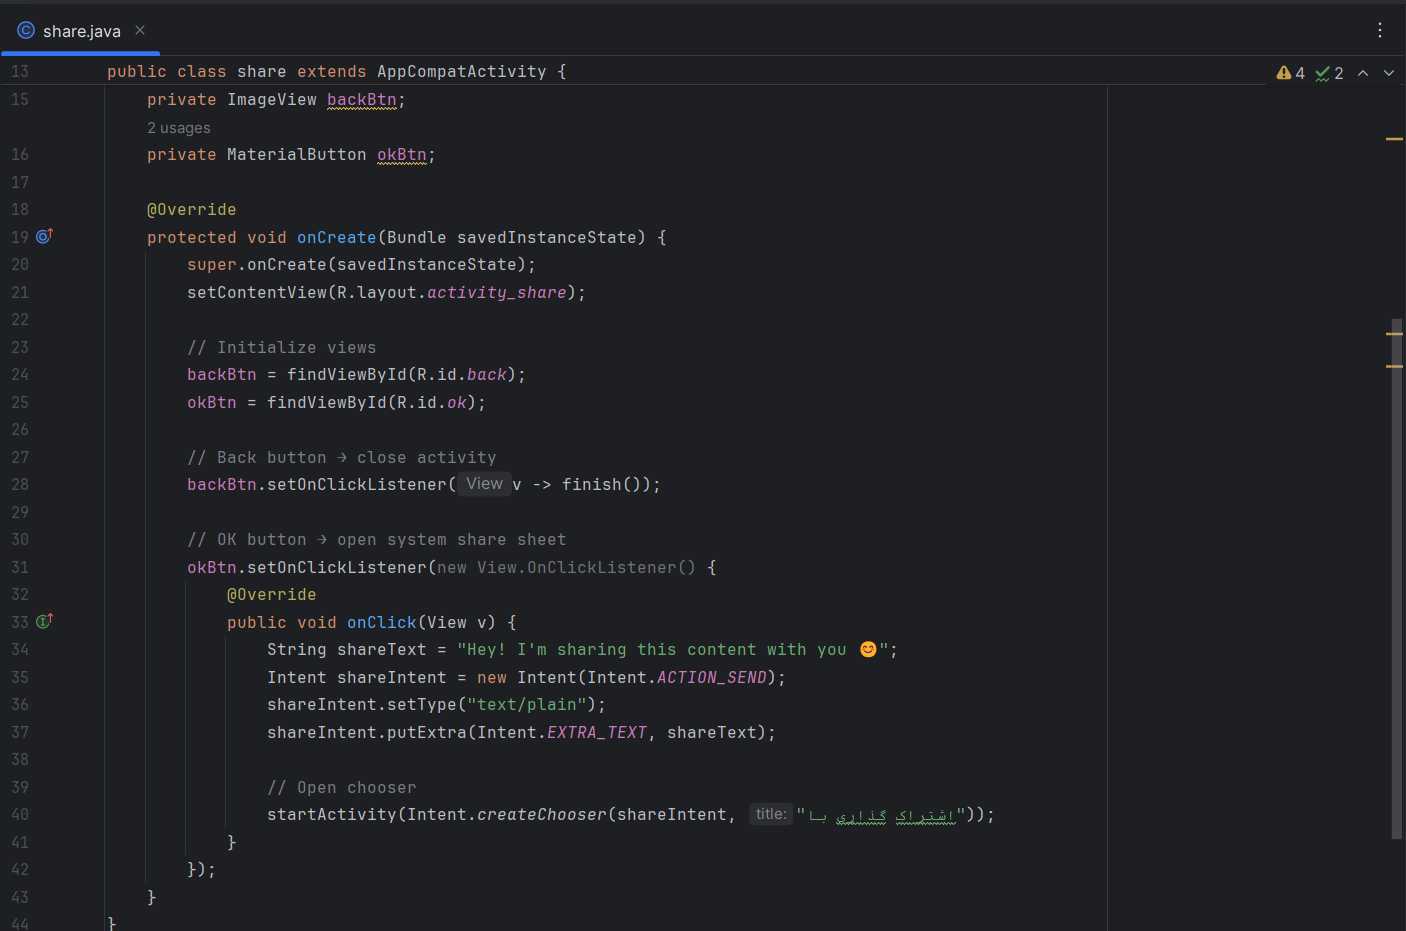 share.java
4 2
13 public class share extends AppCompatActivity {
15 private ImageView backBtn;
2 usages
16 private MaterialButton okBtn;
17
18 @Override
19 protected void onCreate(Bundle savedInstanceState) {
20 super.onCreate(savedInstanceState);
21 setContentView(R.layout.activity_share);
22
23 // Initialize views
24 backBtn = findViewById(R.id.back);
25 okBtn = findViewById(R.id.ok);
26
27 // Back button → close activity
28 backBtn.setOnClickListener( View v -> finish());
29
30 // OK button → open system share sheet
31 okBtn.setOnClickListener(new View.OnClickListener() {
32 @Override
33 public void onClick(View v) {
34 String shareText = "Hey! I'm sharing this content with you 😊";
35 Intent shareIntent = new Intent(Intent.ACTION_SEND);
36 shareIntent.setType("text/plain");
37 shareIntent.putExtra(Intent.EXTRA_TEXT, shareText);
38
39 // Open chooser
40 startActivity(Intent.createChooser(shareIntent, title: "اشتراک گذاری با"));
41 }
42 });
43 }
44 }